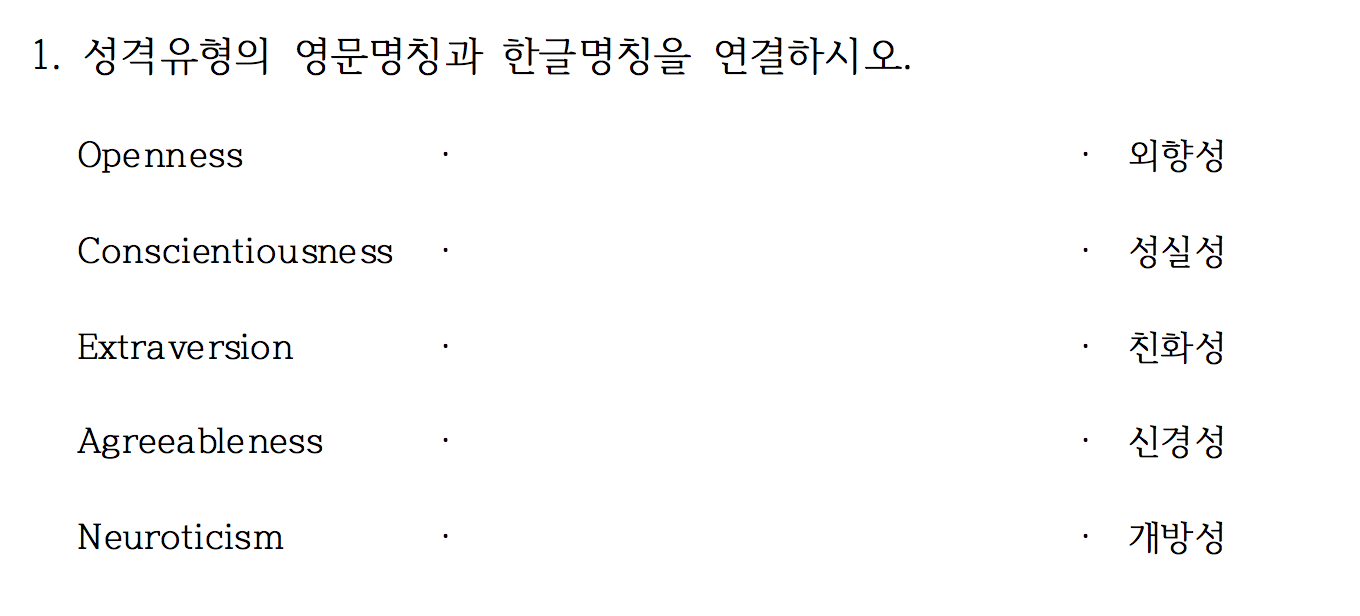 1. 성격유형의 영문명칭과 한글명칭을 연결하시오.
Openness · · 외향성
Conscientiousness · · 성실성
Extraversion · · 친화성
Agreeableness · · 신경성
Neuroticism · · 개방성